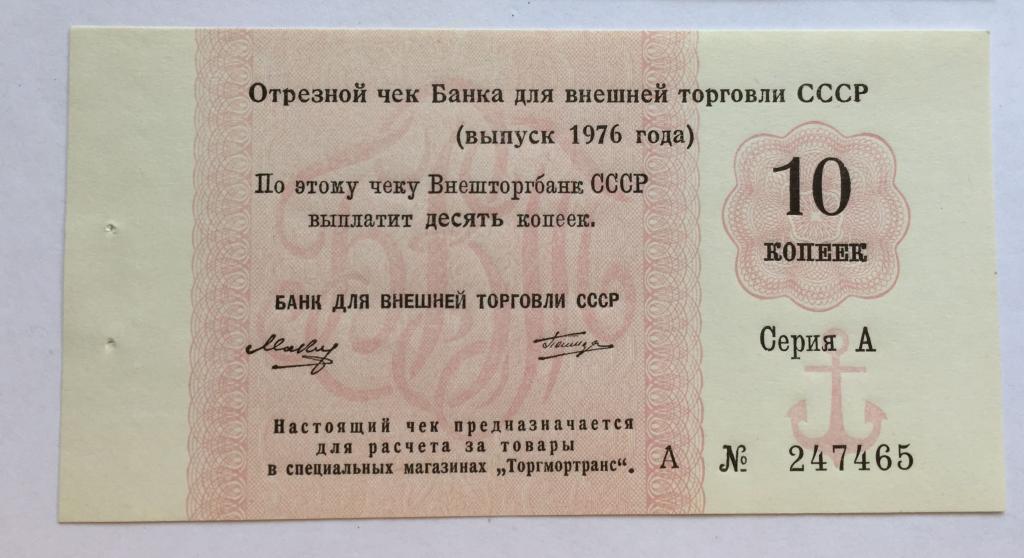 Отрезной чек Банка для внешней торговли СССР
(выпуск 1976 года)
По этому чеку Внешторгбанк СССР
выплатит десять копеек.
10
КОПЕЕК
БАНК ДЛЯ ВНЕШНЕЙ ТОРГОВЛИ СССР
Серия А
Настоящий чек предназначается
для расчета за товары
в специальных магазинах „Торгмортранс“.
А № 247465